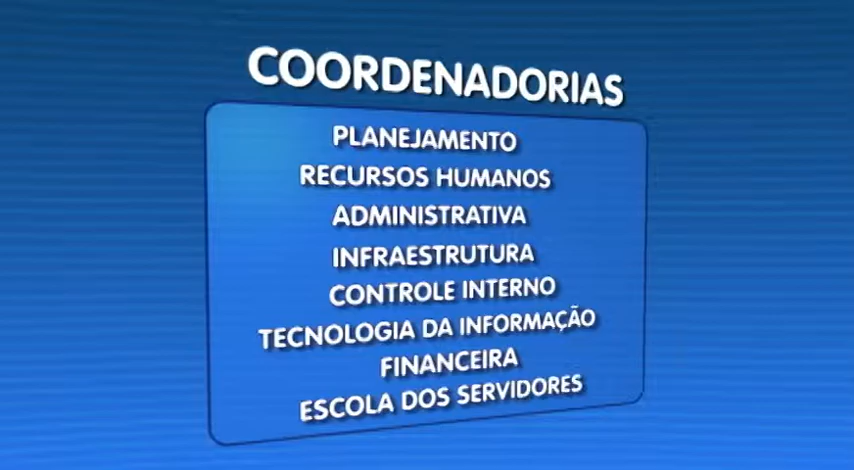 COORDENADORIAS
PLANEJAMENTO
RECURSOS HUMANOS
ADMINISTRATIVA
INFRAESTRUTURA
CONTROLE INTERNO
TECNOLOGIA DA INFORMAÇÃO
FINANCEIRA
ESCOLA DOS SERVIDORES